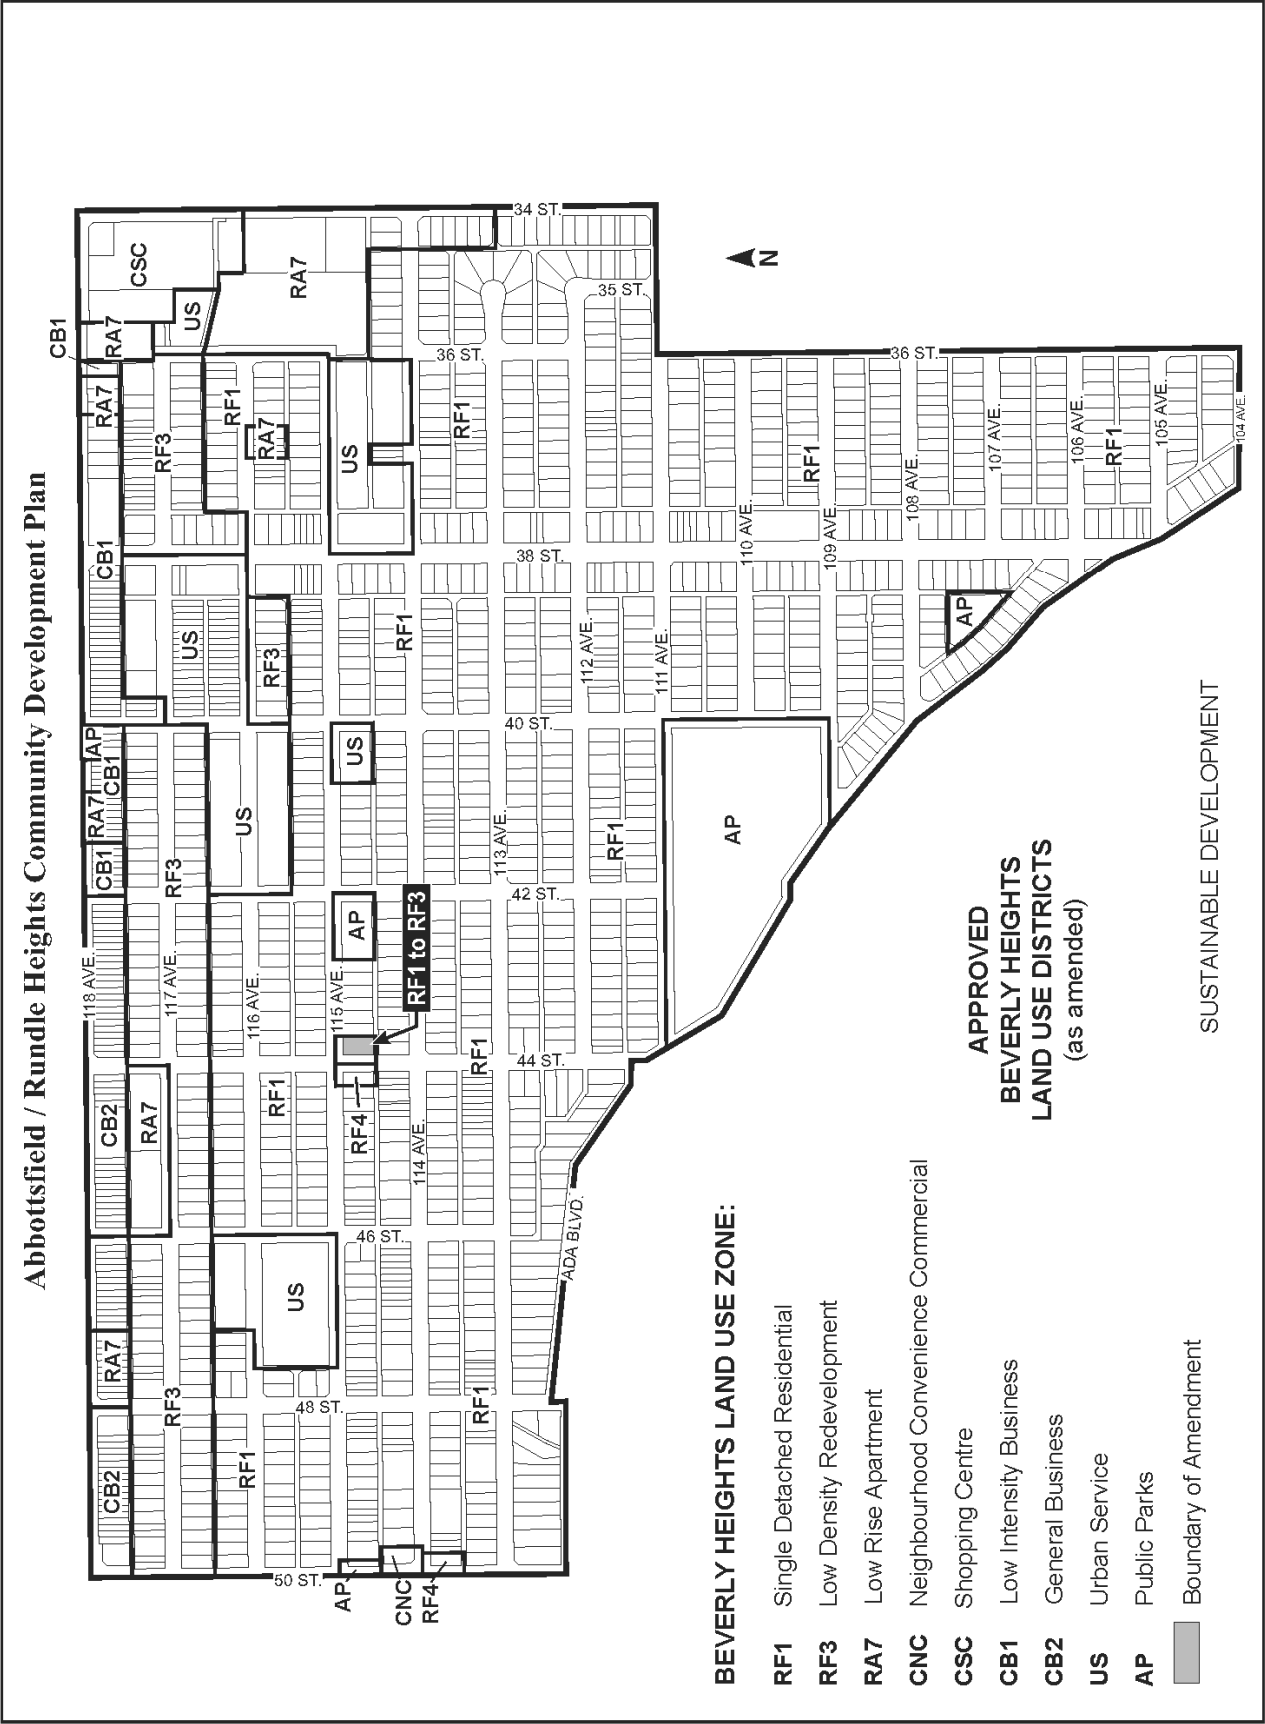 Abbottsfield / Rundle Heights Community Development Plan
CB1
CSC
RA7
US
RA7
34 ST.
35 ST.
N
RA7
RF3
RF1
RA7
US
36 ST.
RF1
36 ST.
RF1
107 AVE.
106 AVE.
RF1
105 AVE.
104 AVE.
108 AVE.
109 AVE.
110 AVE.
CB1
38 ST.
US
RF3
RF1
112 AVE.
111 AVE.
AP
AP
CB1
RA7
CB1
RF3
US
US
40 ST.
113 AVE.
RF1
AP
42 ST.
118 AVE.
117 AVE.
116 AVE.
115 AVE.
AP
RF1 to RF3
RF1
44 ST.
CB2
RA7
RF1
RF4
114 AVE.
46 ST.
ADA BLVD.
US
RA7
RF3
48 ST.
RF1
CB2
RF1
50 ST.
AP
CNC
RF4
APPROVED
BEVERLY HEIGHTS
LAND USE DISTRICTS
(as amended)
SUSTAINABLE DEVELOPMENT
BEVERLY HEIGHTS LAND USE ZONE:
RF1 Single Detached Residential
RF3 Low Density Redevelopment
RA7 Low Rise Apartment
CNC Neighbourhood Convenience Commercial
CSC Shopping Centre
CB1 Low Intensity Business
CB2 General Business
US Urban Service
AP Public Parks
Boundary of Amendment